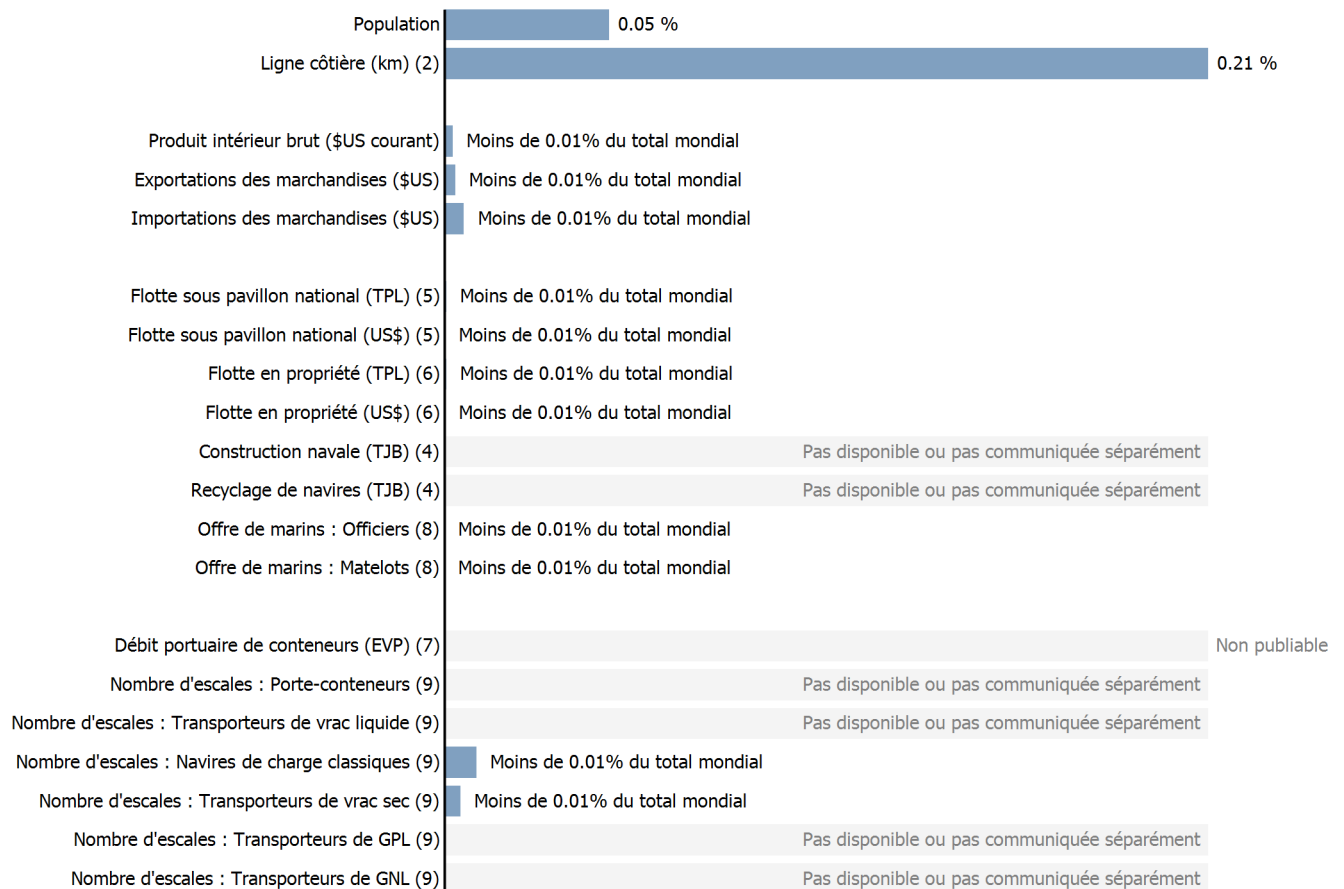 Population 0.05 %
Ligne côtière (km) (2) 0.21 %
Produit intérieur brut ($US courant) Moins de 0.01% du total mondial
Exportations des marchandises ($US) Moins de 0.01% du total mondial
Importations des marchandises ($US) Moins de 0.01% du total mondial
Flotte sous pavillon national (TPL) (5) Moins de 0.01% du total mondial
Flotte sous pavillon national (US$) (5) Moins de 0.01% du total mondial
Flotte en propriété (TPL) (6) Moins de 0.01% du total mondial
Flotte en propriété (US$) (6) Moins de 0.01% du total mondial
Construction navale (TJB) (4) Pas disponible ou pas communiquée séparément
Recyclage de navires (TJB) (4) Pas disponible ou pas communiquée séparément
Offre de marins : Officiers (8) Moins de 0.01% du total mondial
Offre de marins : Matelots (8) Moins de 0.01% du total mondial
Débit portuaire de conteneurs (EVP) (7) Non publiable
Nombre d'escales : Porte-conteneurs (9) Pas disponible ou pas communiquée séparément
Nombre d'escales : Transporteurs de vrac liquide (9) Pas disponible ou pas communiquée séparément
Nombre d'escales : Navires de charge classiques (9) Moins de 0.01% du total mondial
Nombre d'escales : Transporteurs de vrac sec (9) Moins de 0.01% du total mondial
Nombre d'escales : Transporteurs de GPL (9) Pas disponible ou pas communiquée séparément
Nombre d'escales : Transporteurs de GNL (9) Pas disponible ou pas communiquée séparément